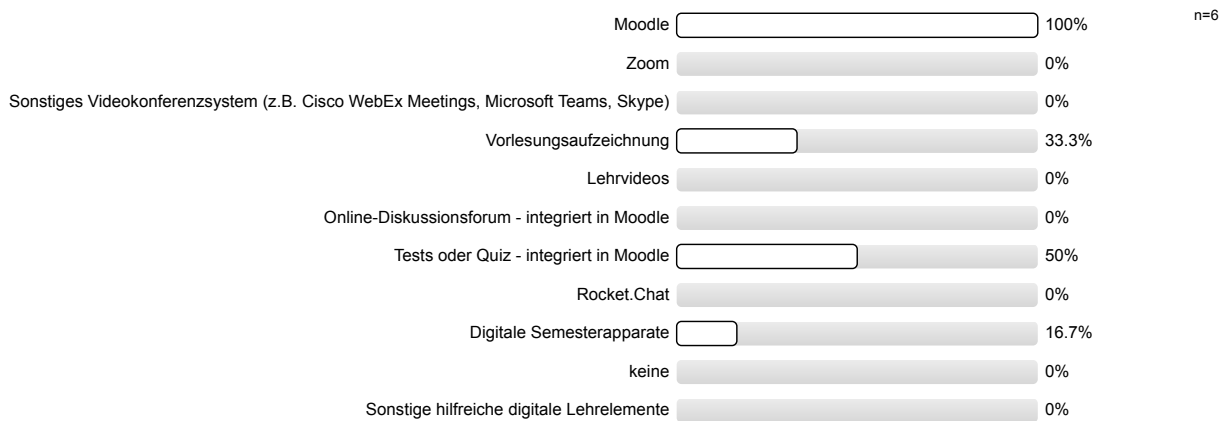 Moodle 100% n=6
Zoom 0%
Sonstiges Videokonferenzsystem (z.B. Cisco WebEx Meetings, Microsoft Teams, Skype) 0%
Vorlesungsaufzeichnung 33.3%
Lehrvideos 0%
Online-Diskussionsforum - integriert in Moodle 0%
Tests oder Quiz - integriert in Moodle 50%
Rocket.Chat 0%
Digitale Semesterapparate 16.7%
keine 0%
Sonstige hilfreiche digitale Lehrelemente 0%